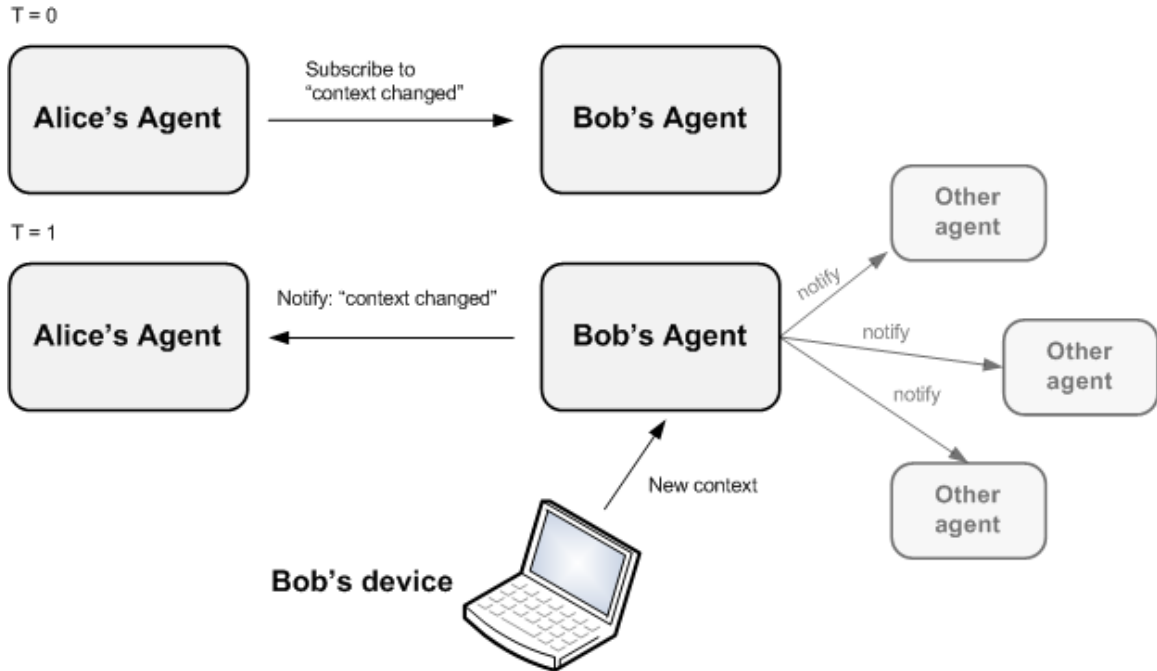 T = 0
Alice’s Agent
Subscribe to
“context changed”
Bob’s Agent
Other
agent
T = 1
Alice’s Agent
Notify: “context changed”
Bob’s Agent
notify
notify
notify
Other
agent
Other
agent
New context
Bob’s device